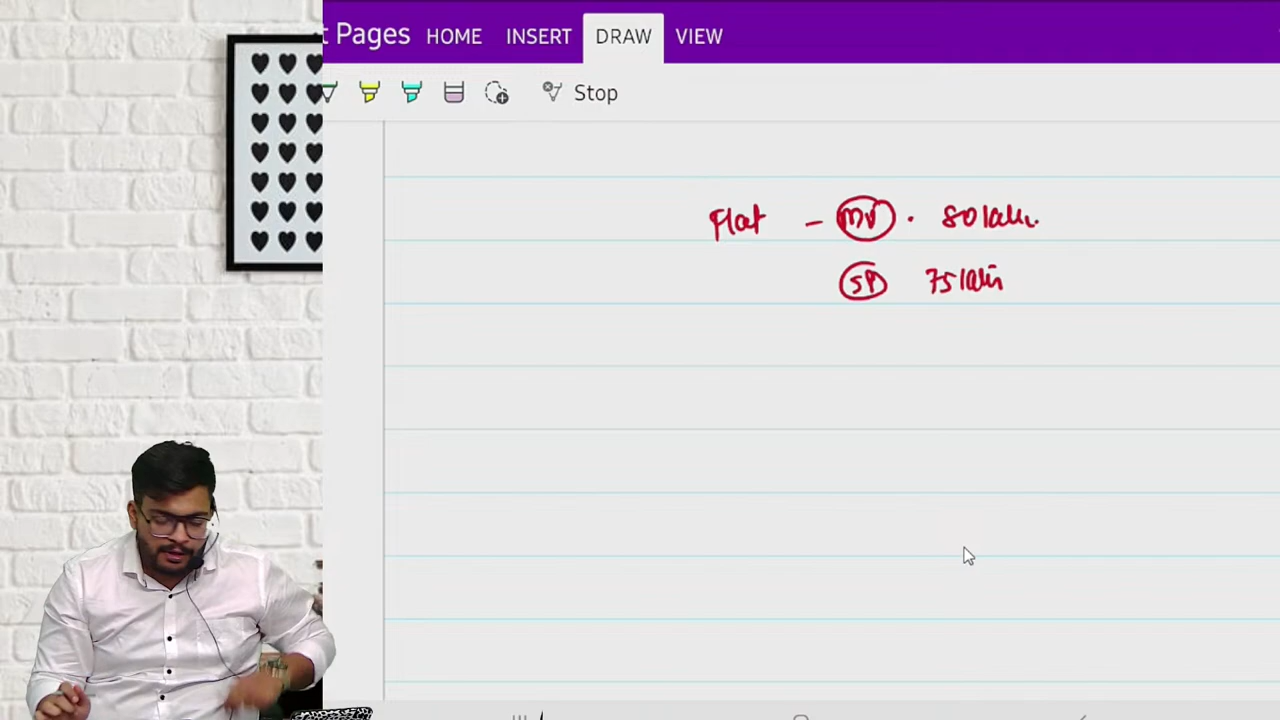 t Pages HOME INSERT DRAW VIEW
Stop
Flat - MV . 80 lakh.
SP 75 lakh